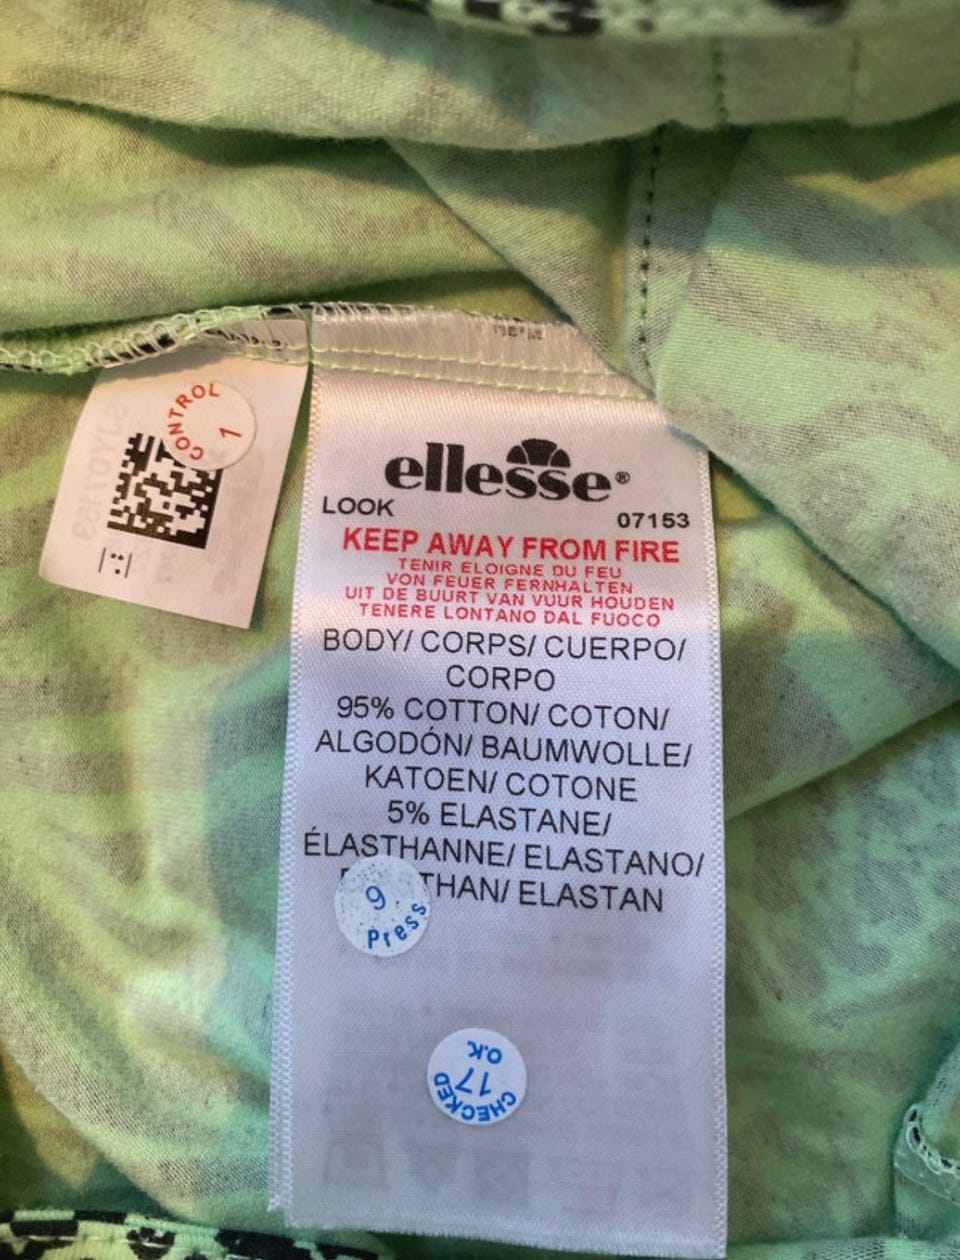 CONTROL
1
ellesse®
LOOK
07153
KEEP AWAY FROM FIRE
TENIR ELOIGNE DU FEU
VON FEUER FERNHALTEN
UIT DE BUURT VAN VUUR HOUDEN
TENERE LONTANO DAL FUOCO
BODY/ CORPS/ CUERPO/
CORPO
95% COTTON/ COTON/
ALGODÓN/ BAUMWOLLE/
KATOEN/ COTONE
5% ELASTANE/
ÉLASTHANNE/ ELASTANO/
THAN/ ELASTAN
9
Press
O.K.
17
CHECKED